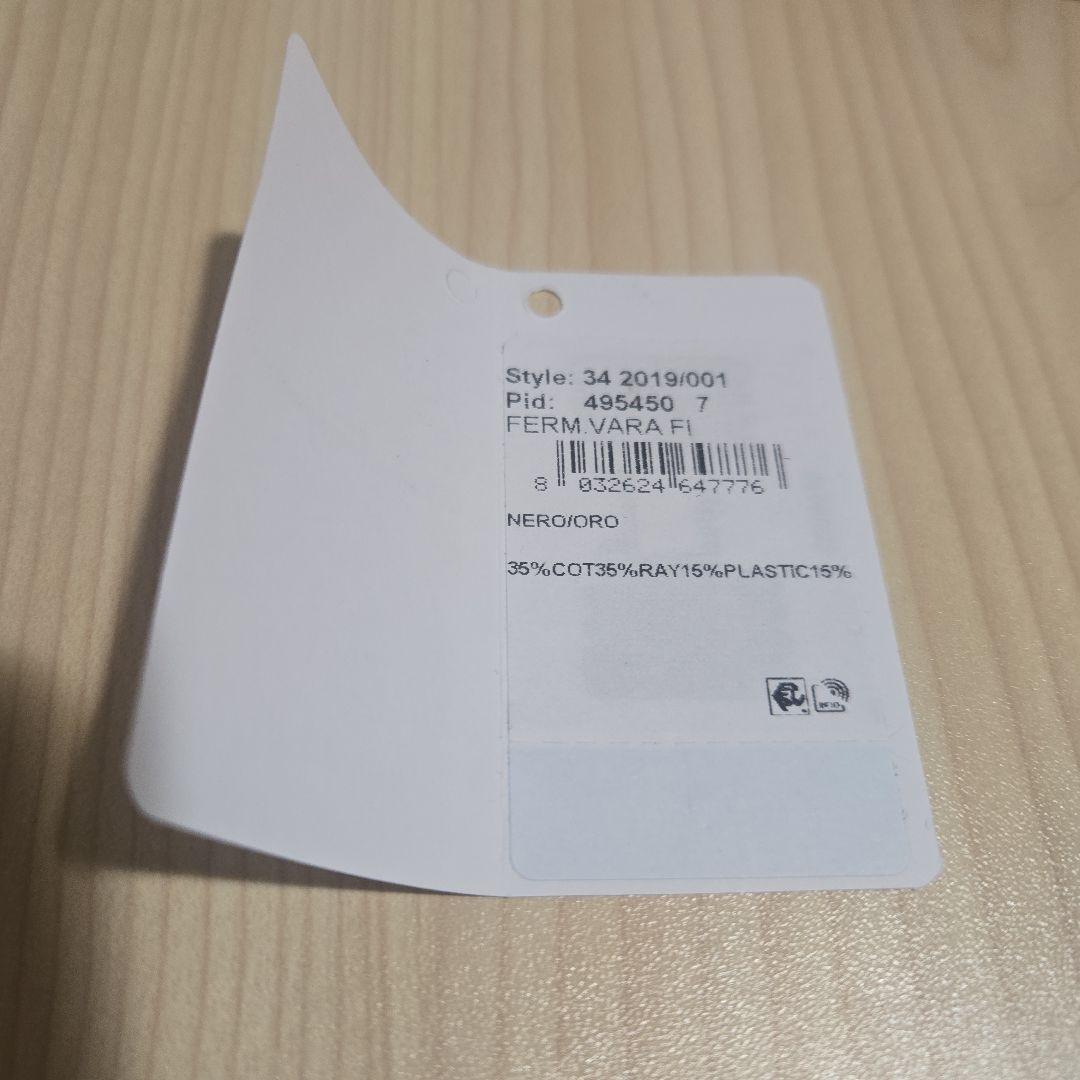 Style: 34 2019/001
Pid: 495450 7
FERM.VARA FI
8 032624 647776
NERO/ORO
35%COT35%RAY15%PLASTIC15%
RFID